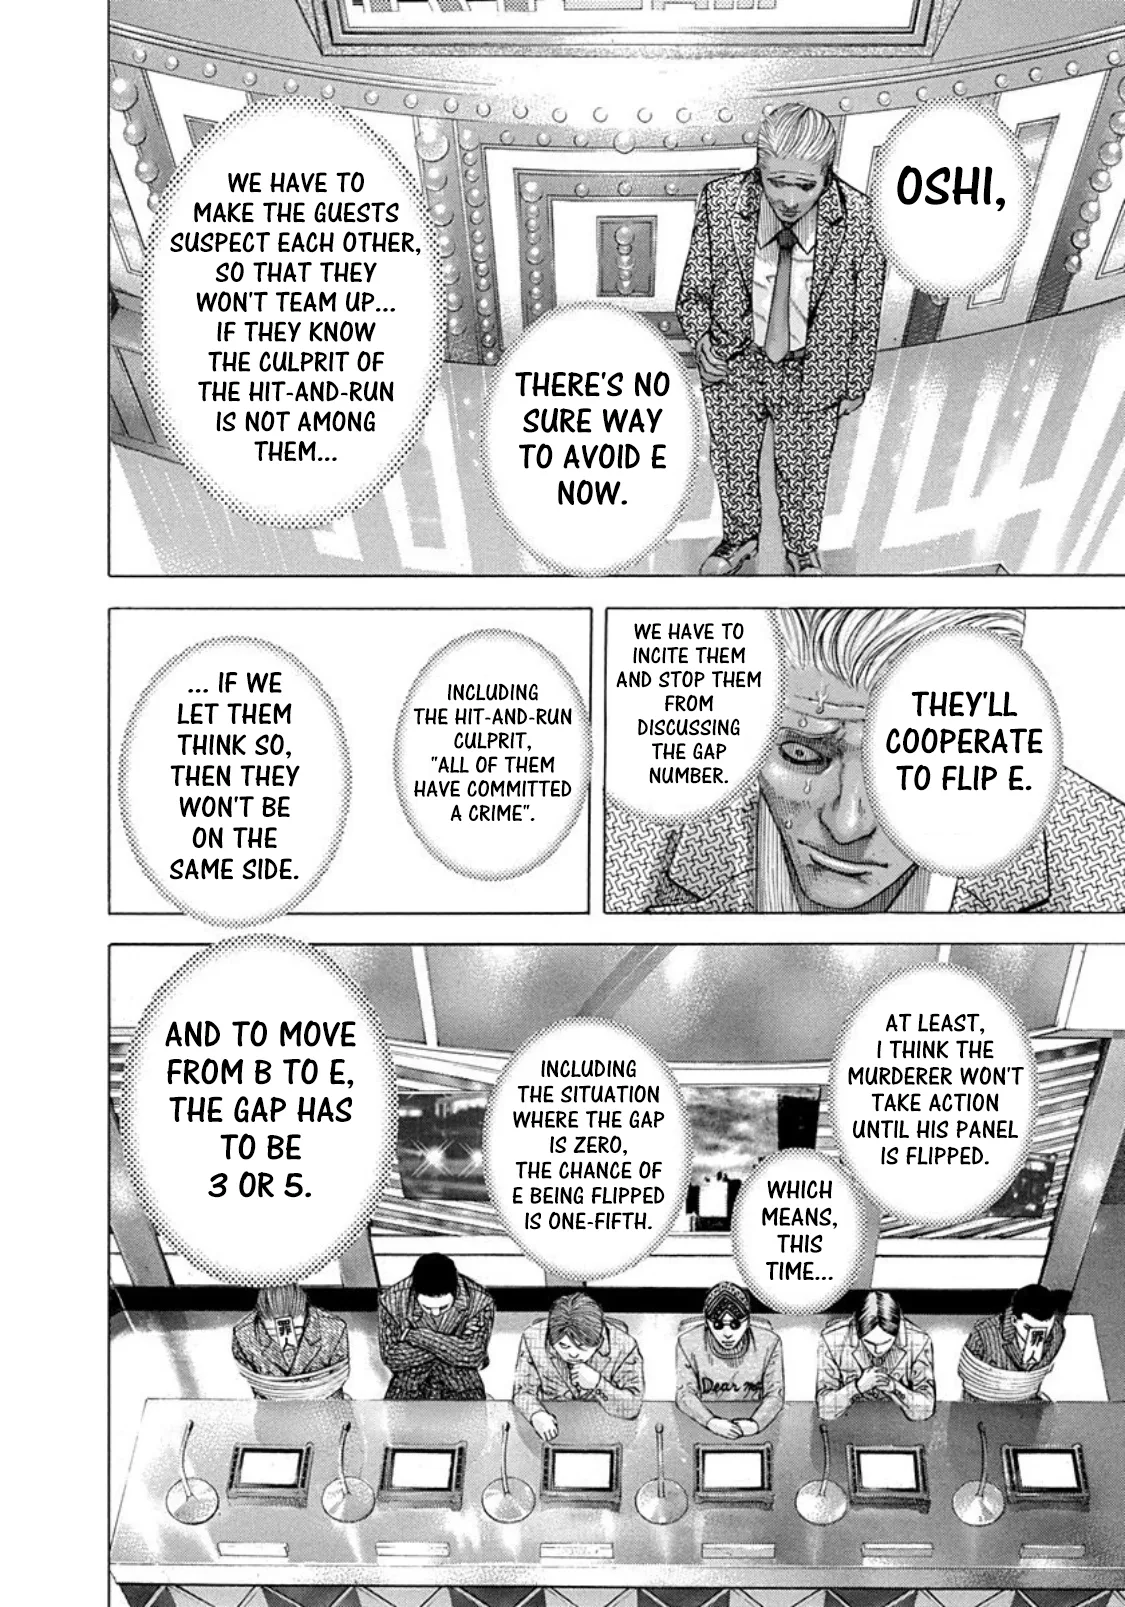 OSHI,
THERE'S NO
SURE WAY
TO AVOID E
NOW.
WE HAVE TO
MAKE THE GUESTS
SUSPECT EACH OTHER,
SO THAT THEY
WON'T TEAM UP...
IF THEY KNOW
THE CULPRIT OF
THE HIT-AND-RUN
IS NOT AMONG
THEM...
THEY'LL
COOPERATE
TO FLIP E.
WE HAVE TO
INCITE THEM
AND STOP THEM
FROM
DISCUSSING
THE GAP
NUMBER.
INCLUDING
THE HIT-AND-RUN
CULPRIT,
"ALL OF THEM
HAVE COMMITTED
A CRIME".
... IF WE
LET THEM
THINK SO,
THEN THEY
WON'T BE
ON THE
SAME SIDE.
AT LEAST,
I THINK THE
MURDERER WON'T
TAKE ACTION
UNTIL HIS PANEL
IS FLIPPED.
WHICH
MEANS,
THIS
TIME...
INCLUDING
THE SITUATION
WHERE THE GAP
IS ZERO,
THE CHANCE OF
E BEING FLIPPED
IS ONE-FIFTH.
AND TO MOVE
FROM B TO E,
THE GAP HAS
TO BE
3 OR 5.
罪人
Dear